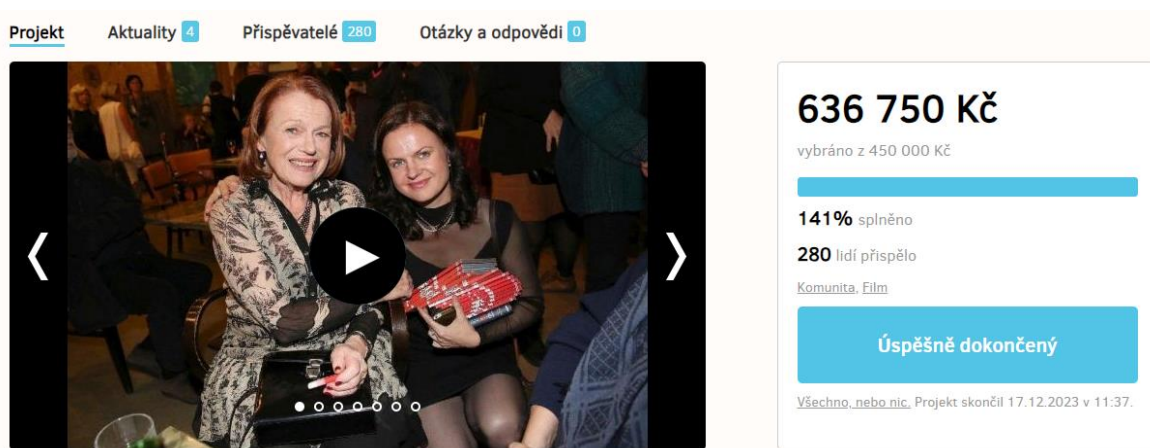 Projekt Aktuality 4 Přispěvatelé 280 Otázky a odpovědi 0
636 750 Kč
vybráno z 450 000 Kč
141% splněno
280 lidí přispělo
Komunita, Film
Úspěšně dokončený
Všechno, nebo nic. Projekt skončil 17.12.2023 v 11:37.